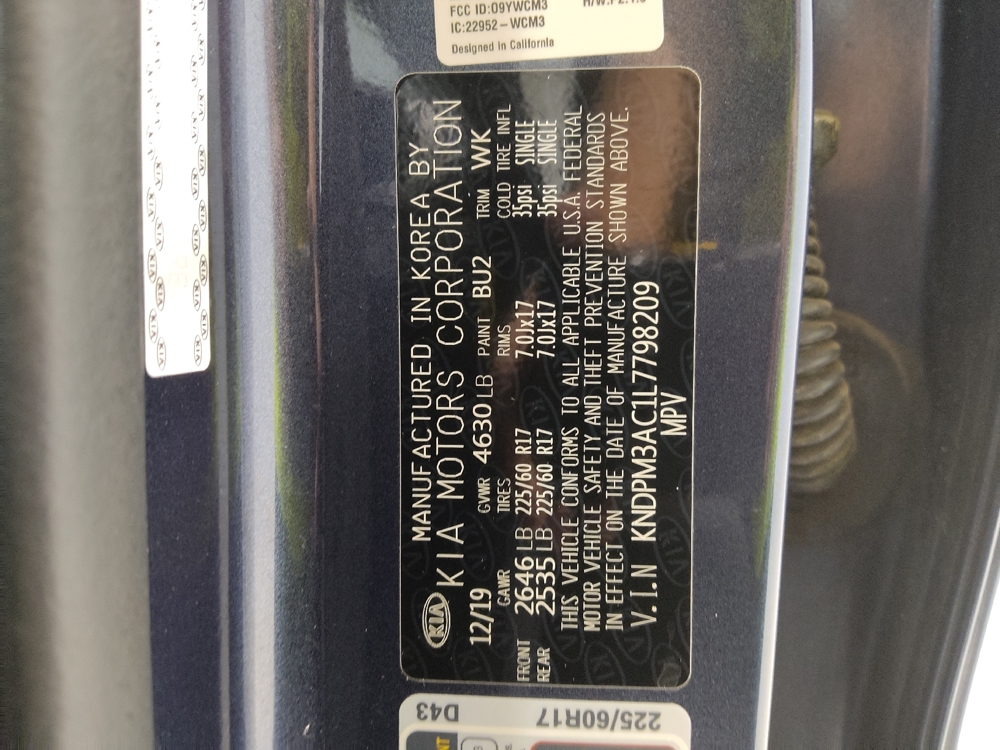 FCC ID:O9YWCM3
IC:22952-WCM3
Designed in California
MANUFACTURED IN KOREA BY
KIA KIA MOTORS CORPORATION
12/19 GVWR 4630 LB PAINT BU2 TRIM WK
GAWR TIRES RIMS COLD TIRE INFL
FRONT 2646 LB 225/60 R17 7.0Jx17 35psi SINGLE
REAR 2535 LB 225/60 R17 7.0Jx17 35psi SINGLE
THIS VEHICLE CONFORMS TO ALL APPLICABLE U.S.A. FEDERAL
MOTOR VEHICLE SAFETY AND THEFT PREVENTION STANDARDS
IN EFFECT ON THE DATE OF MANUFACTURE SHOWN ABOVE.
V.I.N KNDPM3AC1L7798209
MPV
225/60R17 D43